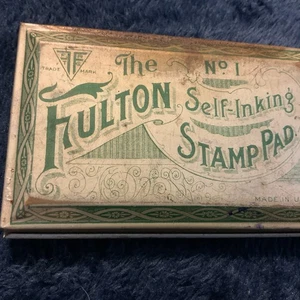 TRADE MARK
The No 1
FULTON Self-Inking
STAMP PAD
MADE IN U